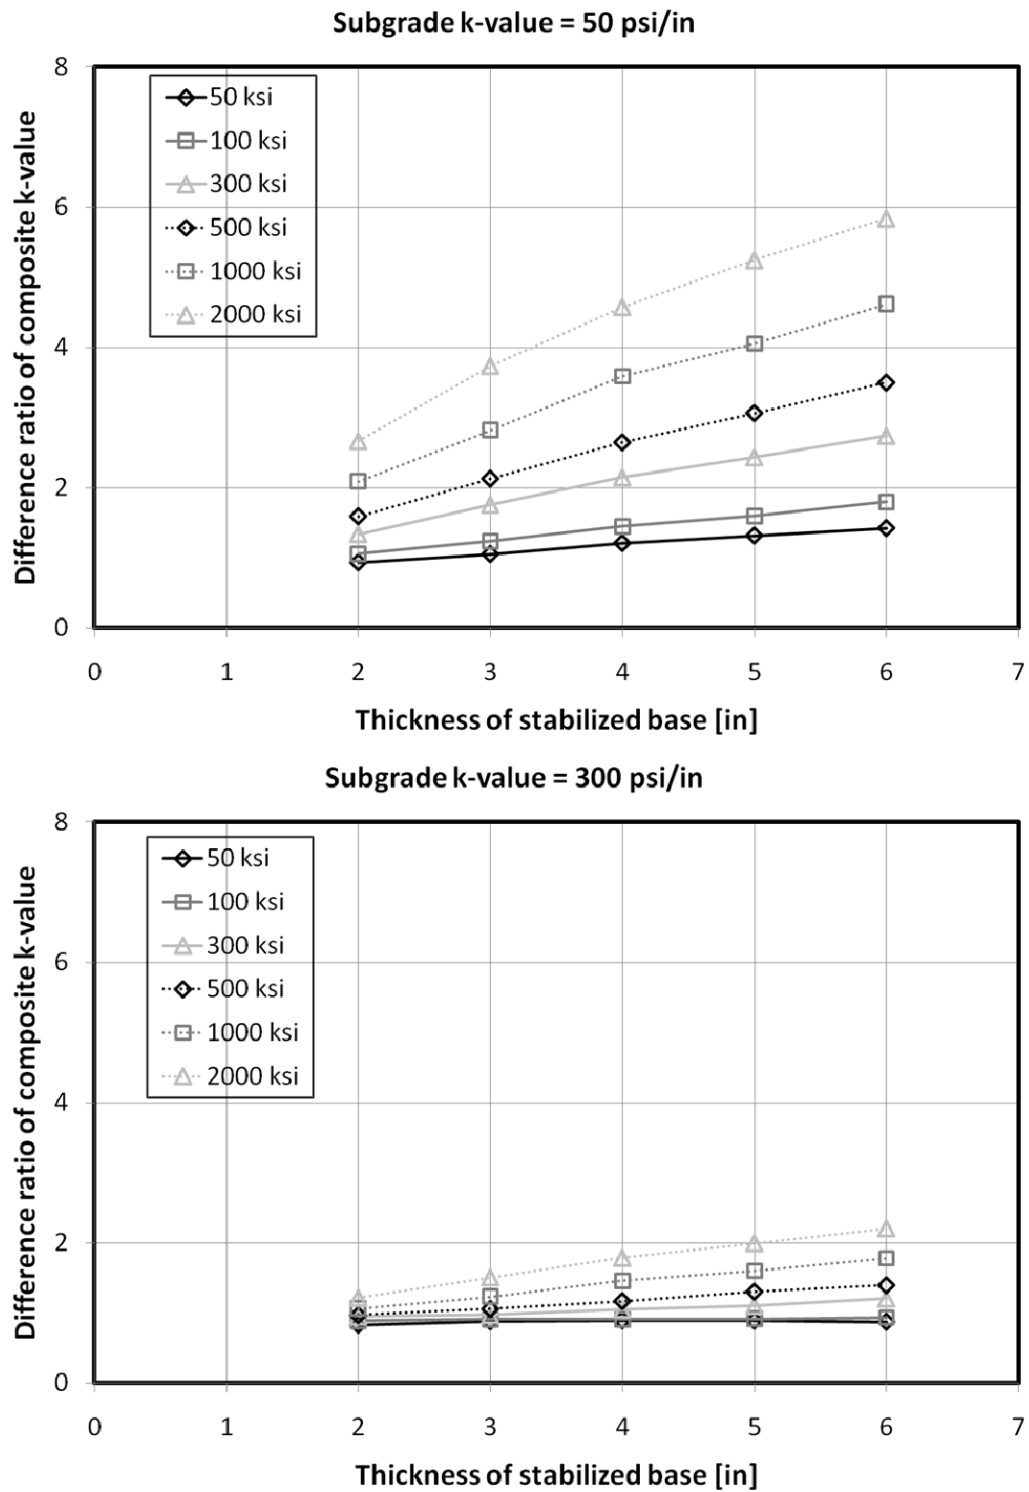 Subgrade k-value = 50 psi/in
8
50 ksi
100 ksi
300 ksi
500 ksi
1000 ksi
2000 ksi
6
4
2
0
Difference ratio of composite k-value
0 1 2 3 4 5 6 7
Thickness of stabilized base [in]
Subgrade k-value = 300 psi/in
8
50 ksi
100 ksi
300 ksi
500 ksi
1000 ksi
2000 ksi
6
4
2
0
Difference ratio of composite k-value
0 1 2 3 4 5 6 7
Thickness of stabilized base [in]